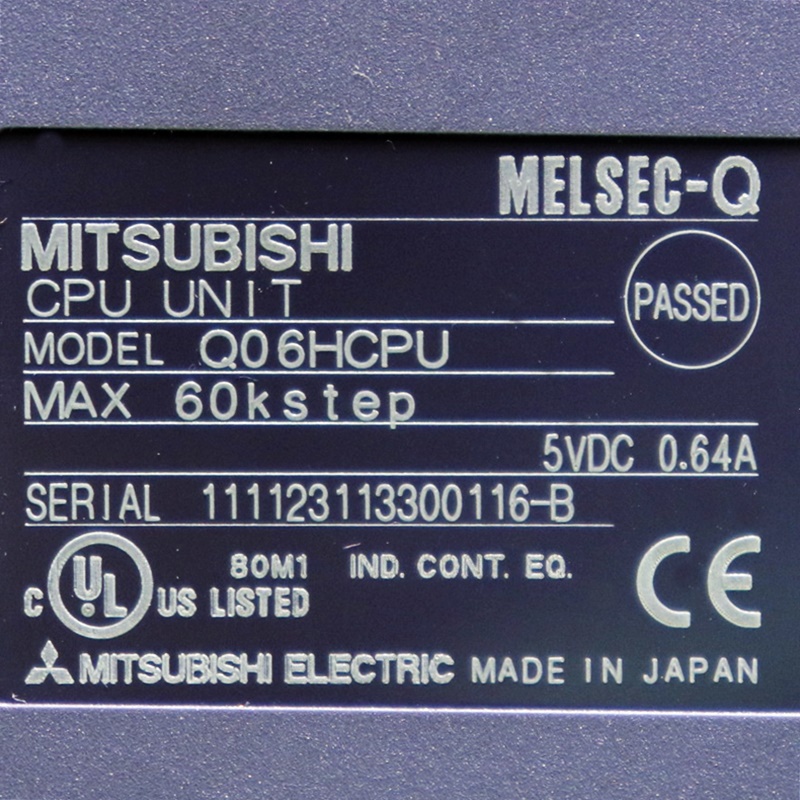 MELSEC-Q
MITSUBISHI
CPU UNIT
PASSED
MODEL Q06HCPU
MAX 60kstep
5VDC 0.64A
SERIAL 111123113300116-B
C UL US LISTED
80M1 IND. CONT. EQ.
CE
MITSUBISHI ELECTRIC MADE IN JAPAN